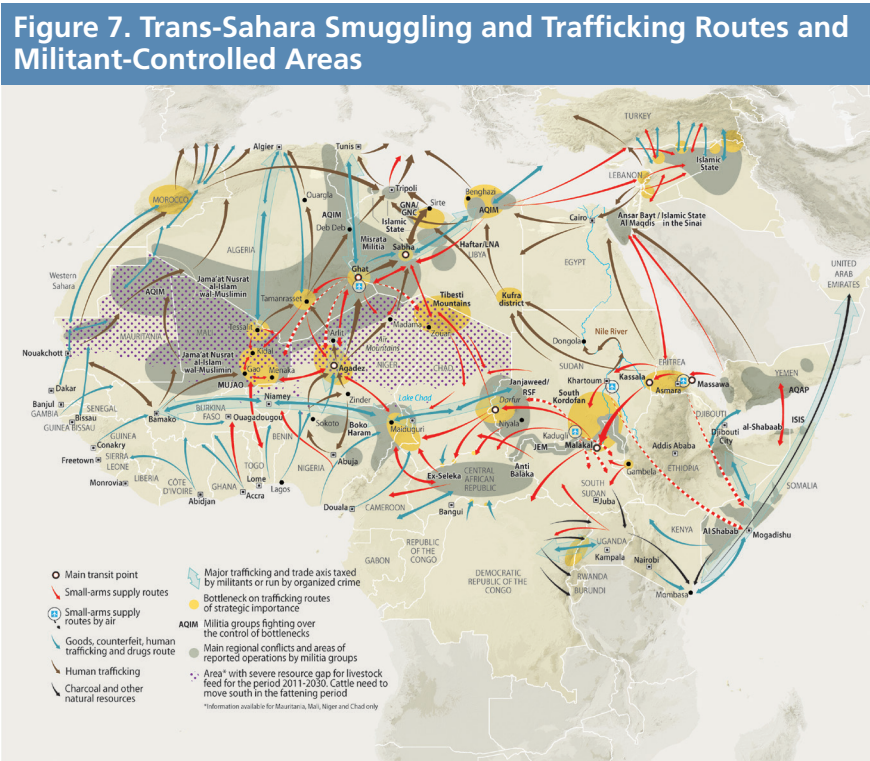 Figure 7. Trans-Sahara Smuggling and Trafficking Routes and
Militant-Controlled Areas
TURKEY
Islamic
State
LEBANON
Algier
Tunis
MOROCCO
Ouargla
Tripoli
Benghazi
GNA/
GNC
Sirte
AQIM
AQIM
Deb Deb
Islamic
State
Misrata
Militia
Sabha
Haftar/LNA
LIBYA
Cairo
Ansar Bayt / Islamic State
Al Maqdis in the Sinai
EGYPT
UNITED
ARAB
EMIRATES
ALGERIA
Western
Sahara
AQIM
Jama'at Nusrat
al-Islam
wal-Muslimin
Ghat
Tamanrasset
Tibesti
Mountains
Kufra
district
MAURITANIA
MALI
Tessalit
Arlit
Madama
Zouar
Air
Mountains
Nouakchott
Jama'at Nusrat
al-Islam
wal-Muslimin
Kidal
Gao
Menaka
Agadez
NIGER
CHAD
Dongola
Nile River
SUDAN
ERITREA
MUJAO
Niamey
Zinder
Lake Chad
Janjaweed/
RSF
Khartoum
Kassala
Asmara
Massawa
YEMEN
AQAP
Dakar
Banjul
GAMBIA
SENEGAL
Bissau
GUINEA BISSAU
Bamako
BURKINA
FASO
Ouagadougou
Sokoto
Boko
Haram
Maiduguri
Darfur
Nyiala
South
Kordofan
Kadugli
JEM
Malakal
DJIBOUTI
Djibouti
City
al-Shabaab
ISIS
GUINEA
Conakry
Freetown
SIERRA
LEONE
BENIN
Abuja
NIGERIA
Addis Ababa
ETHIOPIA
Gambela
SOMALIA
Monrovia
LIBERIA
CÔTE
D'IVOIRE
Abidjan
GHANA
TOGO
Lome
Accra
Lagos
Ex-Seleka
CENTRAL
AFRICAN
REPUBLIC
Anti
Balaka
SOUTH
SUDAN
Juba
Douala
CAMEROON
Bangui
KENYA
Al Shabab
Mogadishu
GABON
REPUBLIC
OF THE
CONGO
DEMOCRATIC
REPUBLIC OF THE
CONGO
UGANDA
Kampala
Nairobi
RWANDA
BURUNDI
Mombasa
Main transit point
Small-arms supply routes
Small-arms supply
routes by air
Goods, counterfeit, human
trafficking and drugs route
Human trafficking
Charcoal and other
natural resources
Major trafficking and trade axis taxed
by militants or run by organized crime
Bottleneck on trafficking routes
of strategic importance
AQIM Militia groups fighting over
the control of bottlenecks
Main regional conflicts and areas of
reported operations by militia groups
Area* with severe resource gap for livestock
feed for the period 2011-2030. Cattle need to
move south in the fattening period
*Information available for Mauritania, Mali, Niger and Chad only